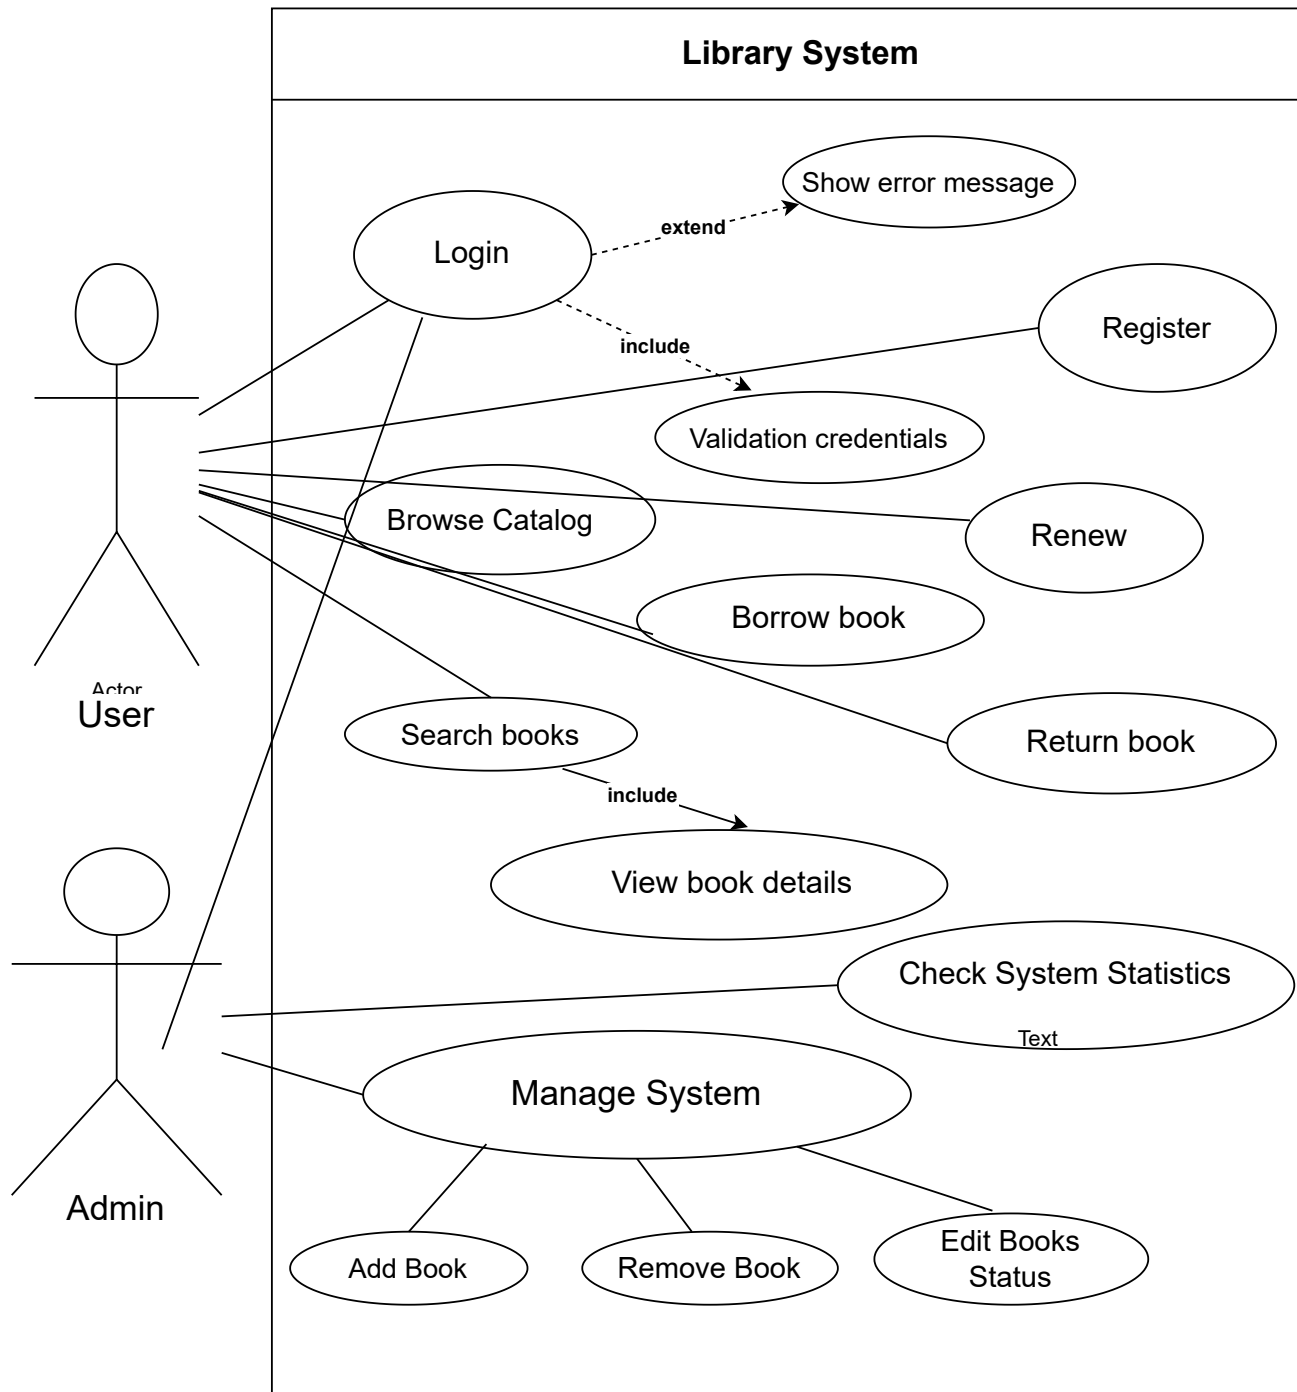 Library System
Show error message
extend
Login
Register
include
Validation credentials
Browse Catalog
Renew
Borrow book
Actor
User
Search books
Return book
include
View book details
Check System Statistics
Text
Manage System
Admin
Add Book
Remove Book
Edit Books
Status